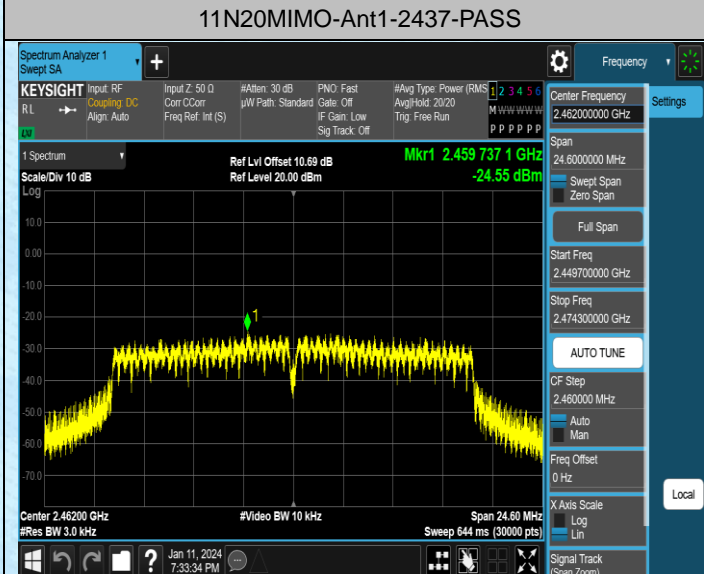 11N20MIMO-Ant1-2437-PASS
Spectrum Analyzer 1
Swept SA
+
Frequency
KEYSIGHT
RL
LXI
Input: RF
Coupling: DC
Align: Auto
Input Z: 50 Ω
Corr CCorr
Freq Ref: Int (S)
#Atten: 30 dB
µW Path: Standard
PNO: Fast
Gate: Off
IF Gain: Low
Sig Track: Off
#Avg Type: Power (RMS
Avg|Hold: 20/20
Trig: Free Run
1 2 3 4 5 6
M W W W W W
P P P P P P
1 Spectrum
Scale/Div 10 dB
Ref Lvl Offset 10.69 dB
Ref Level 20.00 dBm
Mkr1 2.459 737 1 GHz
-24.55 dBm
Log
10.0
0.00
-10.0
-20.0
-30.0
-40.0
-50.0
-60.0
-70.0
1
Center 2.46200 GHz
#Res BW 3.0 kHz
#Video BW 10 kHz
Span 24.60 MHz
Sweep 644 ms (30000 pts)
Center Frequency
2.462000000 GHz
Settings
Span
24.6000000 MHz
Swept Span
Zero Span
Full Span
Start Freq
2.449700000 GHz
Stop Freq
2.474300000 GHz
AUTO TUNE
CF Step
2.460000 MHz
Auto
Man
Freq Offset
0 Hz
X Axis Scale
Log
Lin
Local
Signal Track
(Span Zoom)
?
Jan 11, 2024
7:33:34 PM